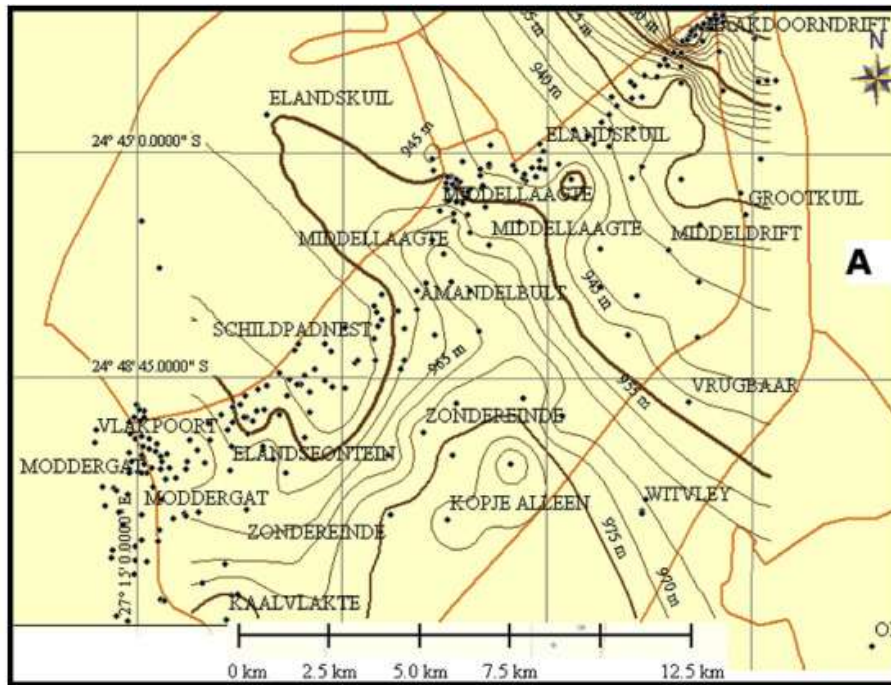 AAKDOORNDRIFT
N
ELANDSKUIL
940 m
945 m
ELANDSKUIL
24° 45' 0.0000" S
MIDDELLAAGTE
GROOTKUIL
MIDDELLAAGTE
MIDDELLAAGTE
MIDDELDRIFT
A
945 m
AMANDELBULT
SCHILDPADNEST
965 m
24° 48' 45.0000" S
955 m
VRUGBAAR
ZONDEREINDE
VLAKPOORT
ELANDSFONTEIN
MODDERGAT
MODDERGAT
KOPJE ALLEEN
WITVLEY
ZONDEREINDE
975 m
970 m
27° 15' 0.0000" E
KAALVLAKTE
0 km
2.5 km
5.0 km
7.5 km
12.5 km